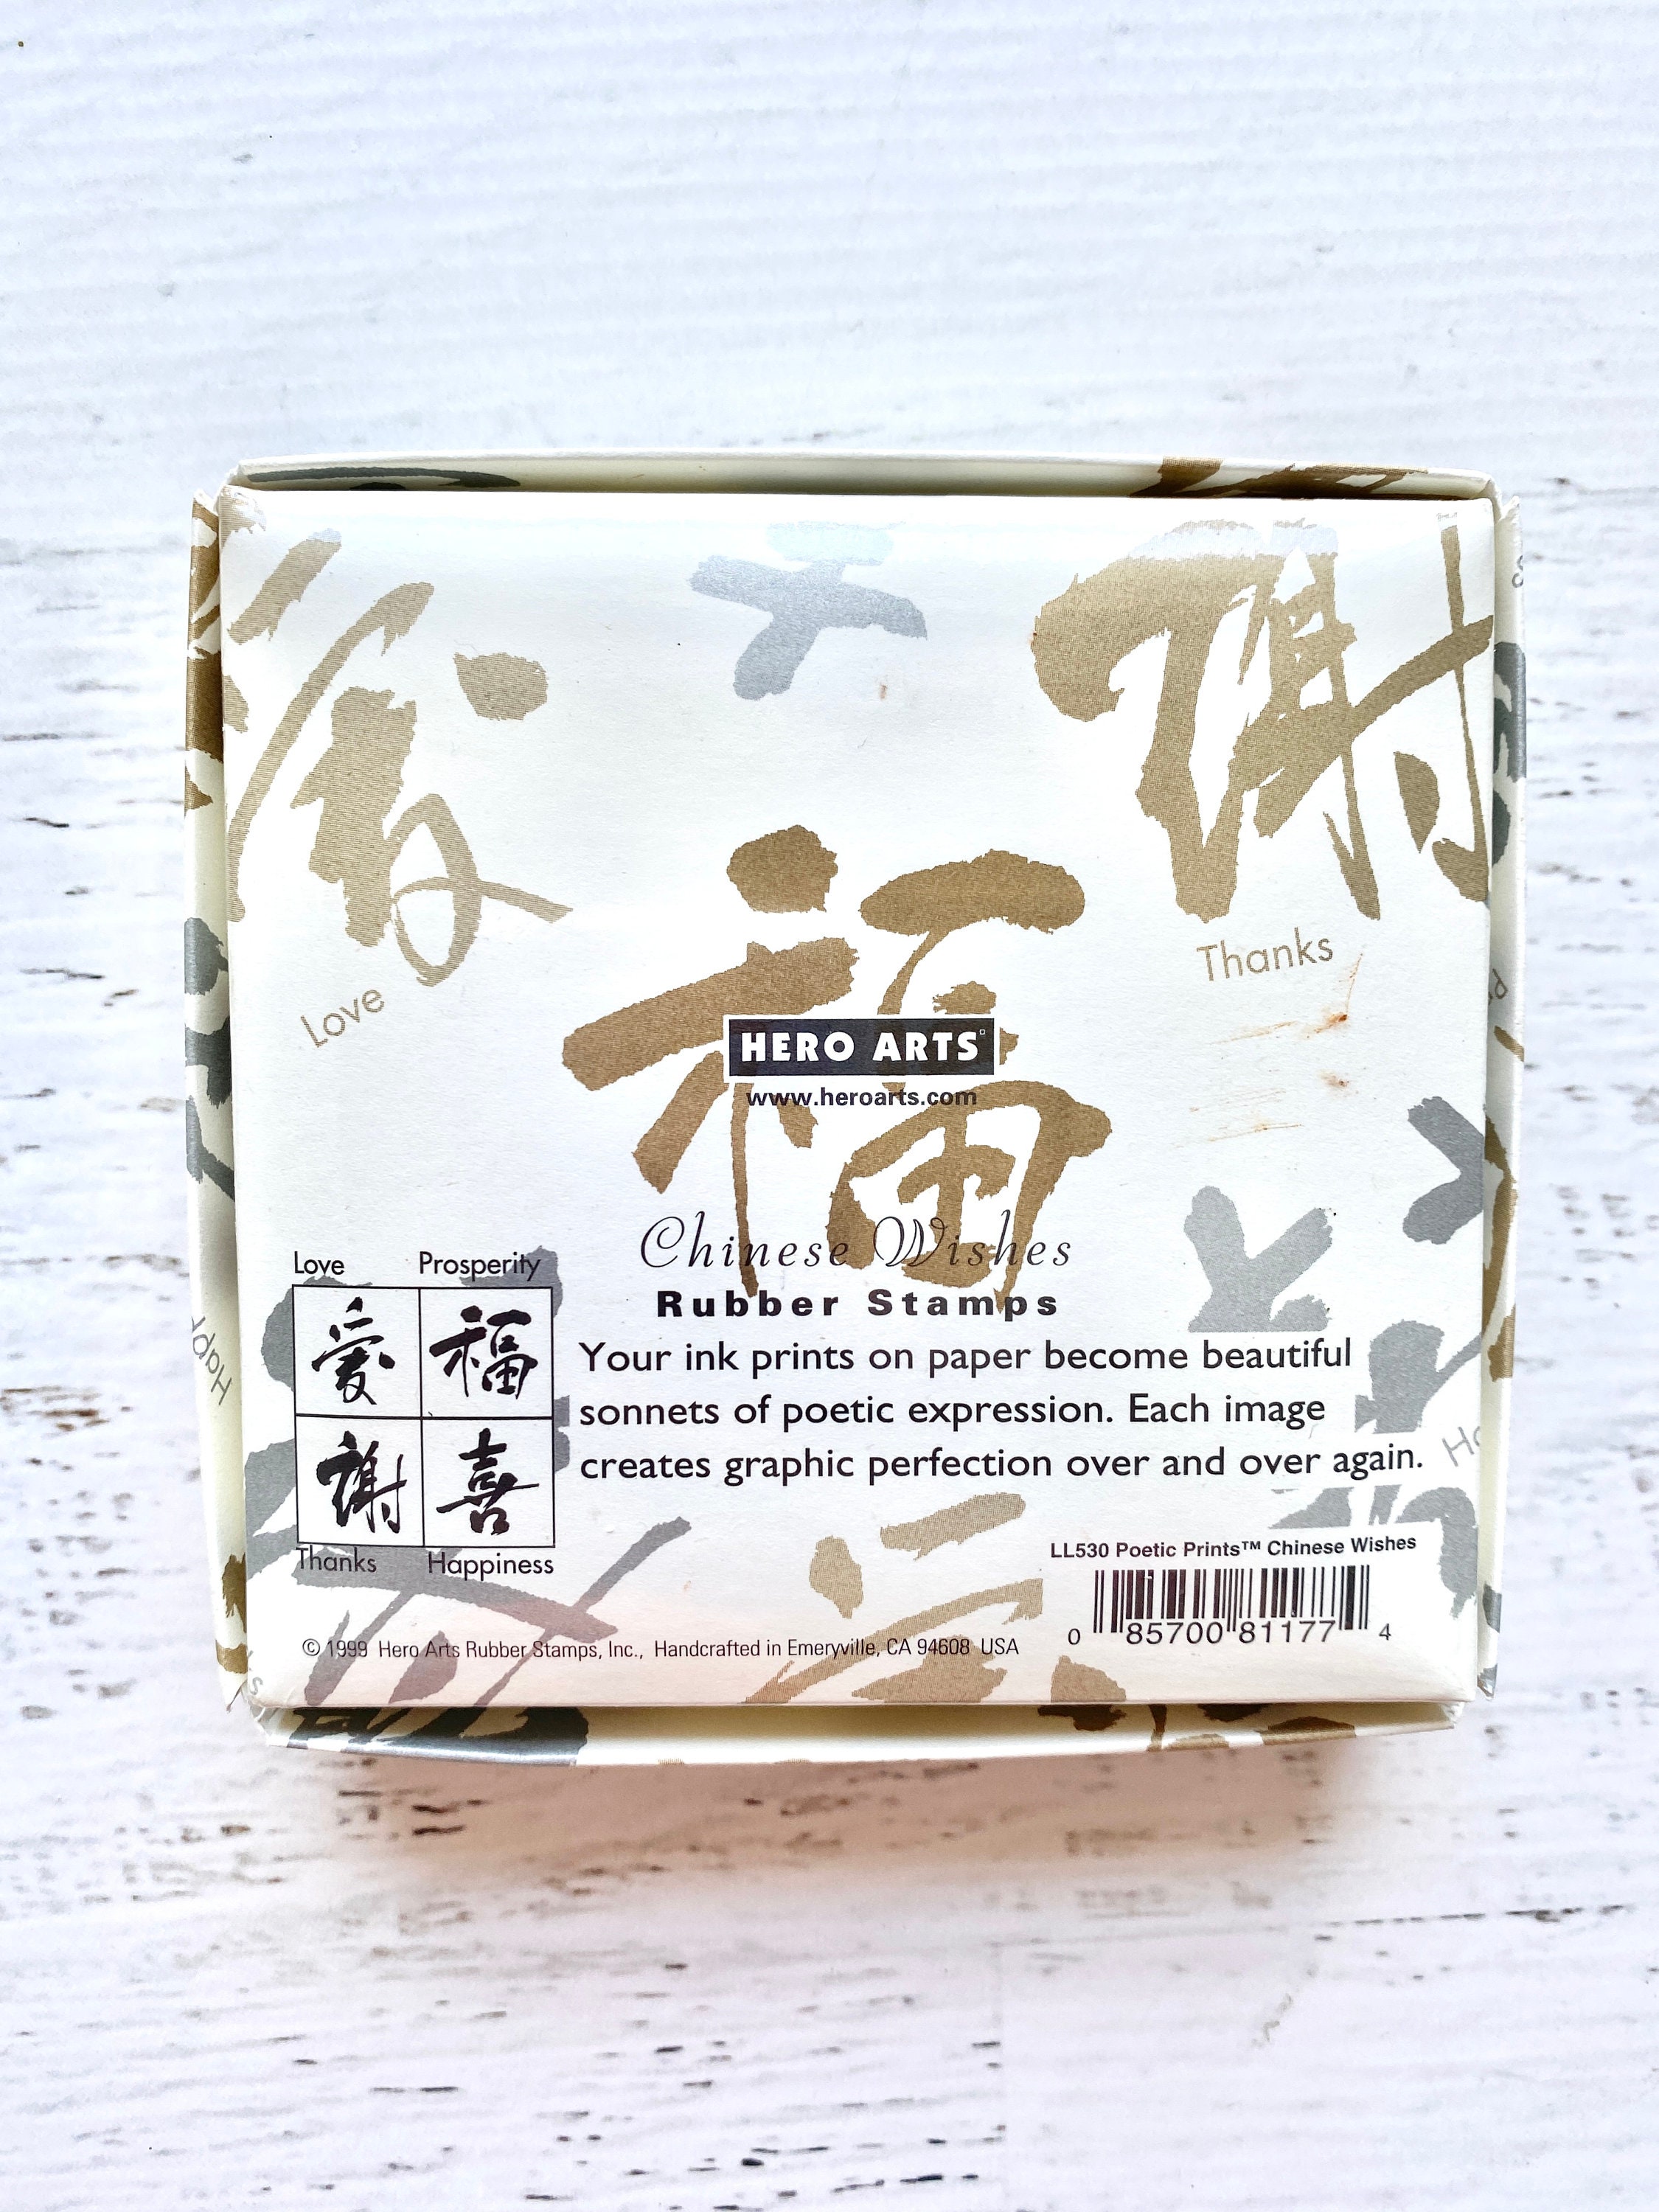 愛
謝
Thanks
Love
福
HERO ARTS
www.heroarts.com
Chinese Wishes
Rubber Stamps
Love Prosperity
愛 福
謝 喜
Thanks Happiness
Your ink prints on paper become beautiful
sonnets of poetic expression. Each image
creates graphic perfection over and over again.
LL530 Poetic Prints™ Chinese Wishes
0 85700 81177 4
© 1999 Hero Arts Rubber Stamps, Inc., Handcrafted in Emeryville, CA 94608 USA